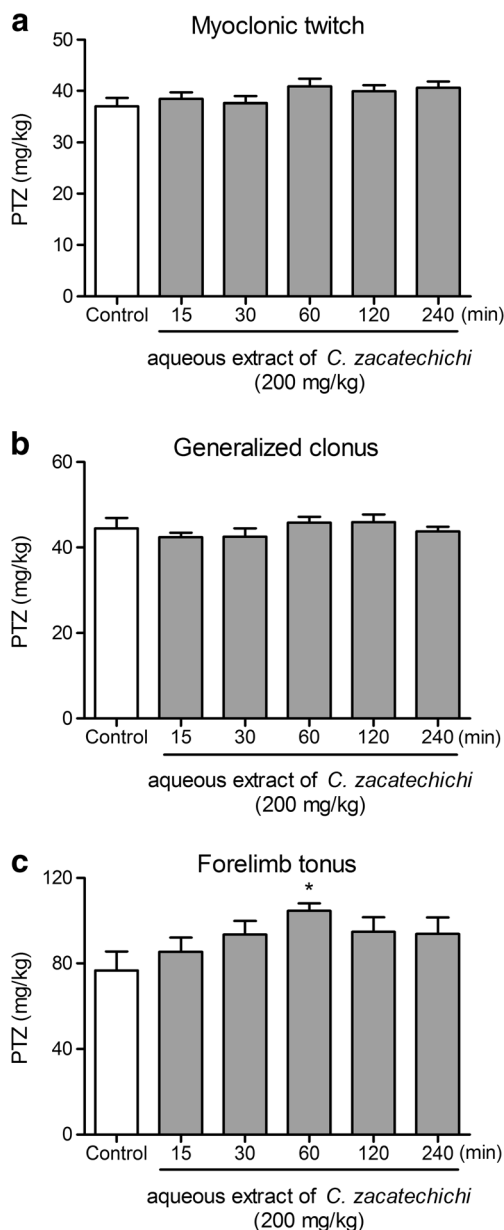 a
Myoclonic twitch
PTZ (mg/kg)
50
40
30
20
10
0
Control 15 30 60 120 240 (min)
aqueous extract of C. zacatechichi
(200 mg/kg)
b
Generalized clonus
PTZ (mg/kg)
60
40
20
0
Control 15 30 60 120 240 (min)
aqueous extract of C. zacatechichi
(200 mg/kg)
c
Forelimb tonus
PTZ (mg/kg)
120
80
40
0
*
Control 15 30 60 120 240 (min)
aqueous extract of C. zacatechichi
(200 mg/kg)